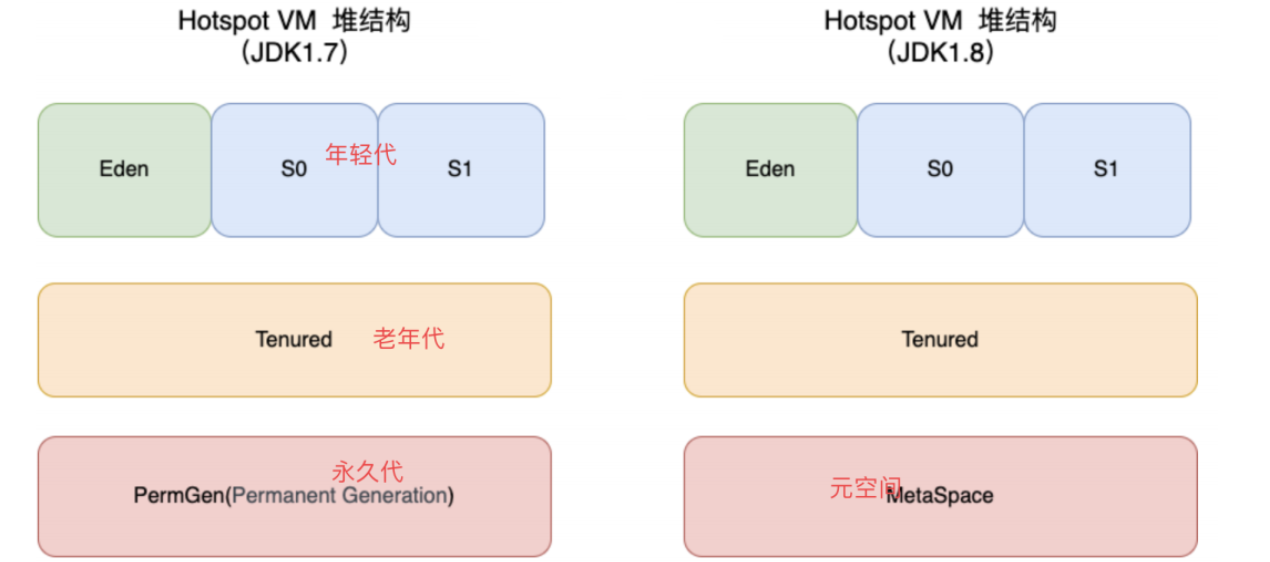 Hotspot VM 堆结构
（JDK1.7）
Eden
S0
年轻代
S1
Tenured
老年代
永久代
PermGen(Permanent Generation)
Hotspot VM 堆结构
（JDK1.8）
Eden
S0
S1
Tenured
元空间
MetaSpace